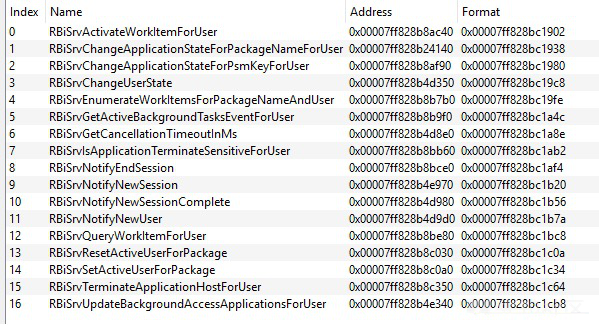 Index Name Address Format
0 RBiSrvActivateWorkItemForUser 0x00007ff828b8ac40 0x00007ff828bc1902
1 RBiSrvChangeApplicationStateForPackageNameForUser 0x00007ff828b24140 0x00007ff828bc1938
2 RBiSrvChangeApplicationStateForPsmKeyForUser 0x00007ff828b8af90 0x00007ff828bc1980
3 RBiSrvChangeUserState 0x00007ff828b4d350 0x00007ff828bc19c8
4 RBiSrvEnumerateWorkItemsForPackageNameAndUser 0x00007ff828b8b7b0 0x00007ff828bc19fe
5 RBiSrvGetActiveBackgroundTasksEventForUser 0x00007ff828b8b9f0 0x00007ff828bc1a4c
6 RBiSrvGetCancellationTimeoutInMs 0x00007ff828b4d8e0 0x00007ff828bc1a8e
7 RBiSrvIsApplicationTerminateSensitiveForUser 0x00007ff828b8bb60 0x00007ff828bc1ab2
8 RBiSrvNotifyEndSession 0x00007ff828b8bce0 0x00007ff828bc1af4
9 RBiSrvNotifyNewSession 0x00007ff828b4e970 0x00007ff828bc1b20
10 RBiSrvNotifyNewSessionComplete 0x00007ff828b4d980 0x00007ff828bc1b56
11 RBiSrvNotifyNewUser 0x00007ff828b4d9d0 0x00007ff828bc1b7a
12 RBiSrvQueryWorkItemForUser 0x00007ff828b8be80 0x00007ff828bc1bc8
13 RBiSrvResetActiveUserForPackage 0x00007ff828b8c030 0x00007ff828bc1c0a
14 RBiSrvSetActiveUserForPackage 0x00007ff828b8c0a0 0x00007ff828bc1c34
15 RBiSrvTerminateApplicationHostForUser 0x00007ff828b8c350 0x00007ff828bc1c64
16 RBiSrvUpdateBackgroundAccessApplicationsForUser 0x00007ff828b4e340 0x00007ff828bc1cb8